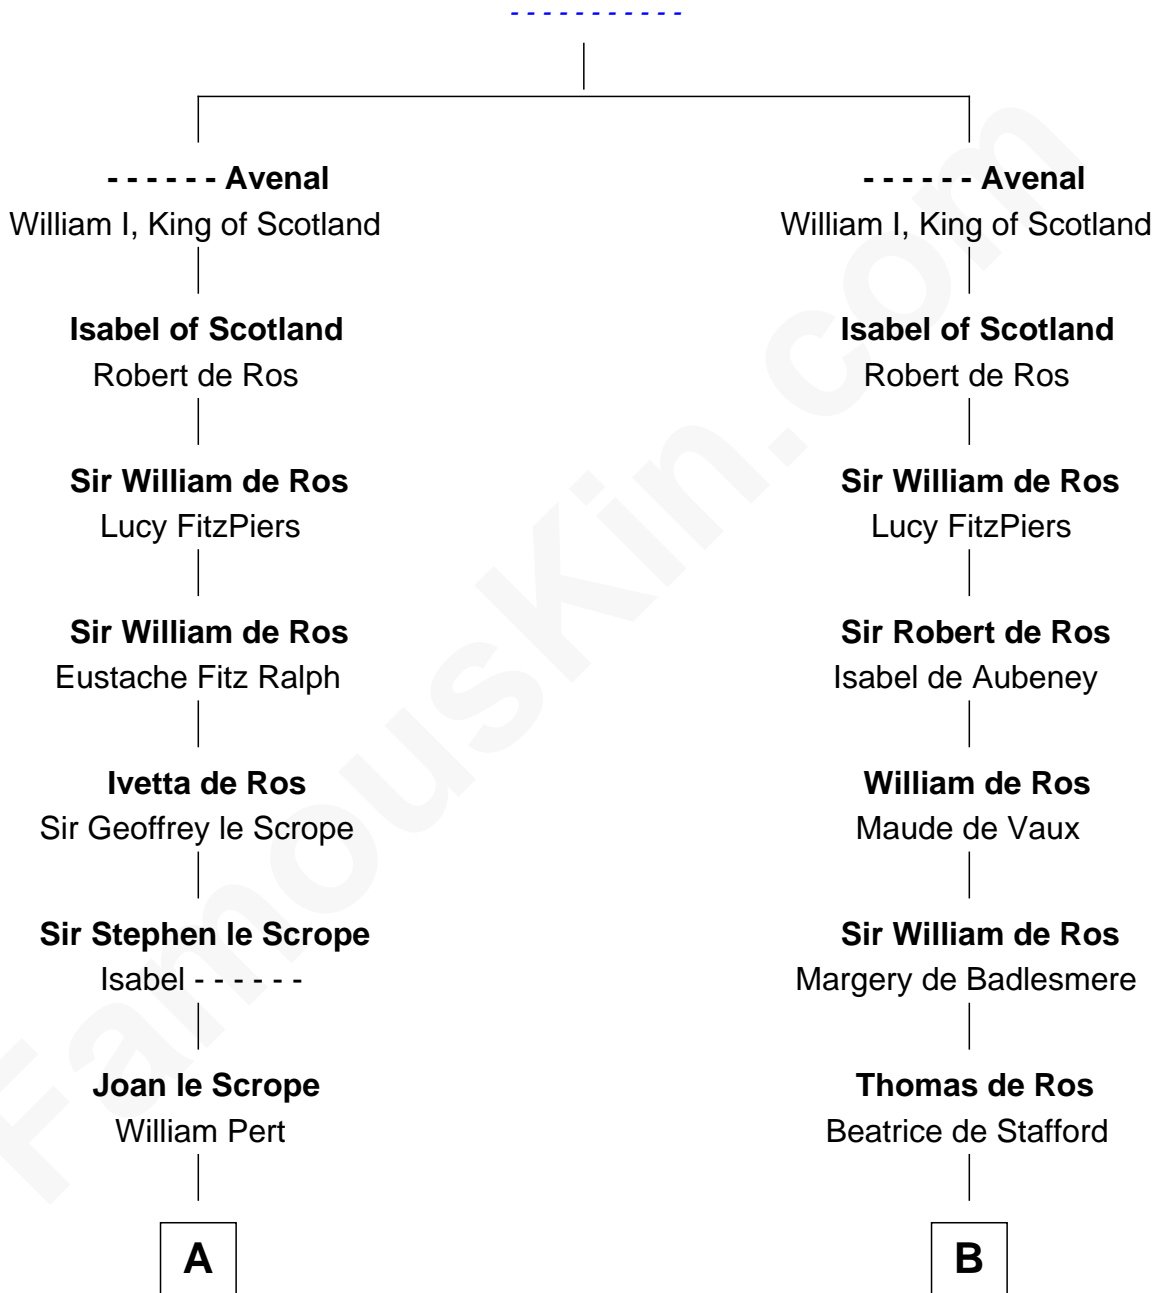 - - - - - - - - - - -
- - - - - - Avenal
William I, King of Scotland
Isabel of Scotland
Robert de Ros
Sir William de Ros
Lucy FitzPiers
Sir William de Ros
Eustache Fitz Ralph
Ivetta de Ros
Sir Geoffrey le Scrope
Sir Stephen le Scrope
Isabel - - - - - -
Joan le Scrope
William Pert
A
- - - - - - Avenal
William I, King of Scotland
Isabel of Scotland
Robert de Ros
Sir William de Ros
Lucy FitzPiers
Sir Robert de Ros
Isabel de Aubeney
William de Ros
Maude de Vaux
Sir William de Ros
Margery de Badlesmere
Thomas de Ros
Beatrice de Stafford
B
FamousKin.com